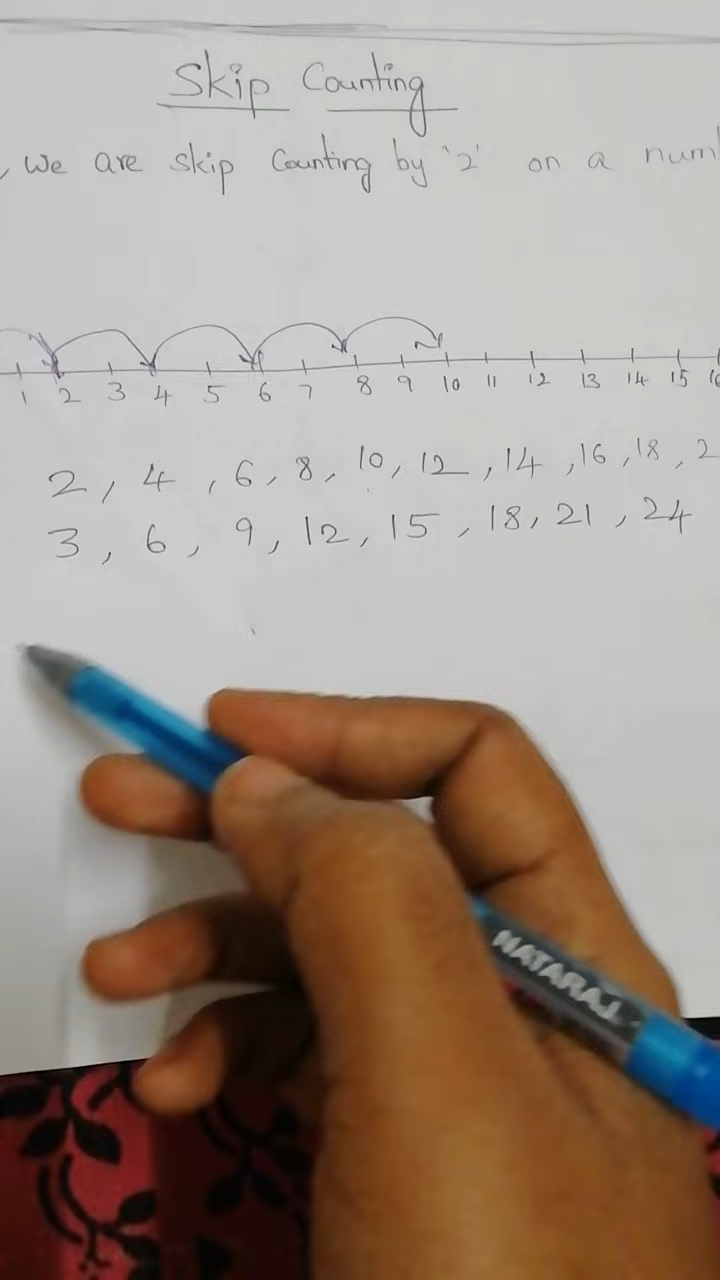 Skip Counting
, we are skip counting by '2' on a
1 2 3 4 5 6 7 8 9 10 11 12 13 14 15
2, 4, 6, 8, 10, 12, 14, 16, 18,
3, 6, 9, 12, 15, 18, 21, 24
NATARAJ